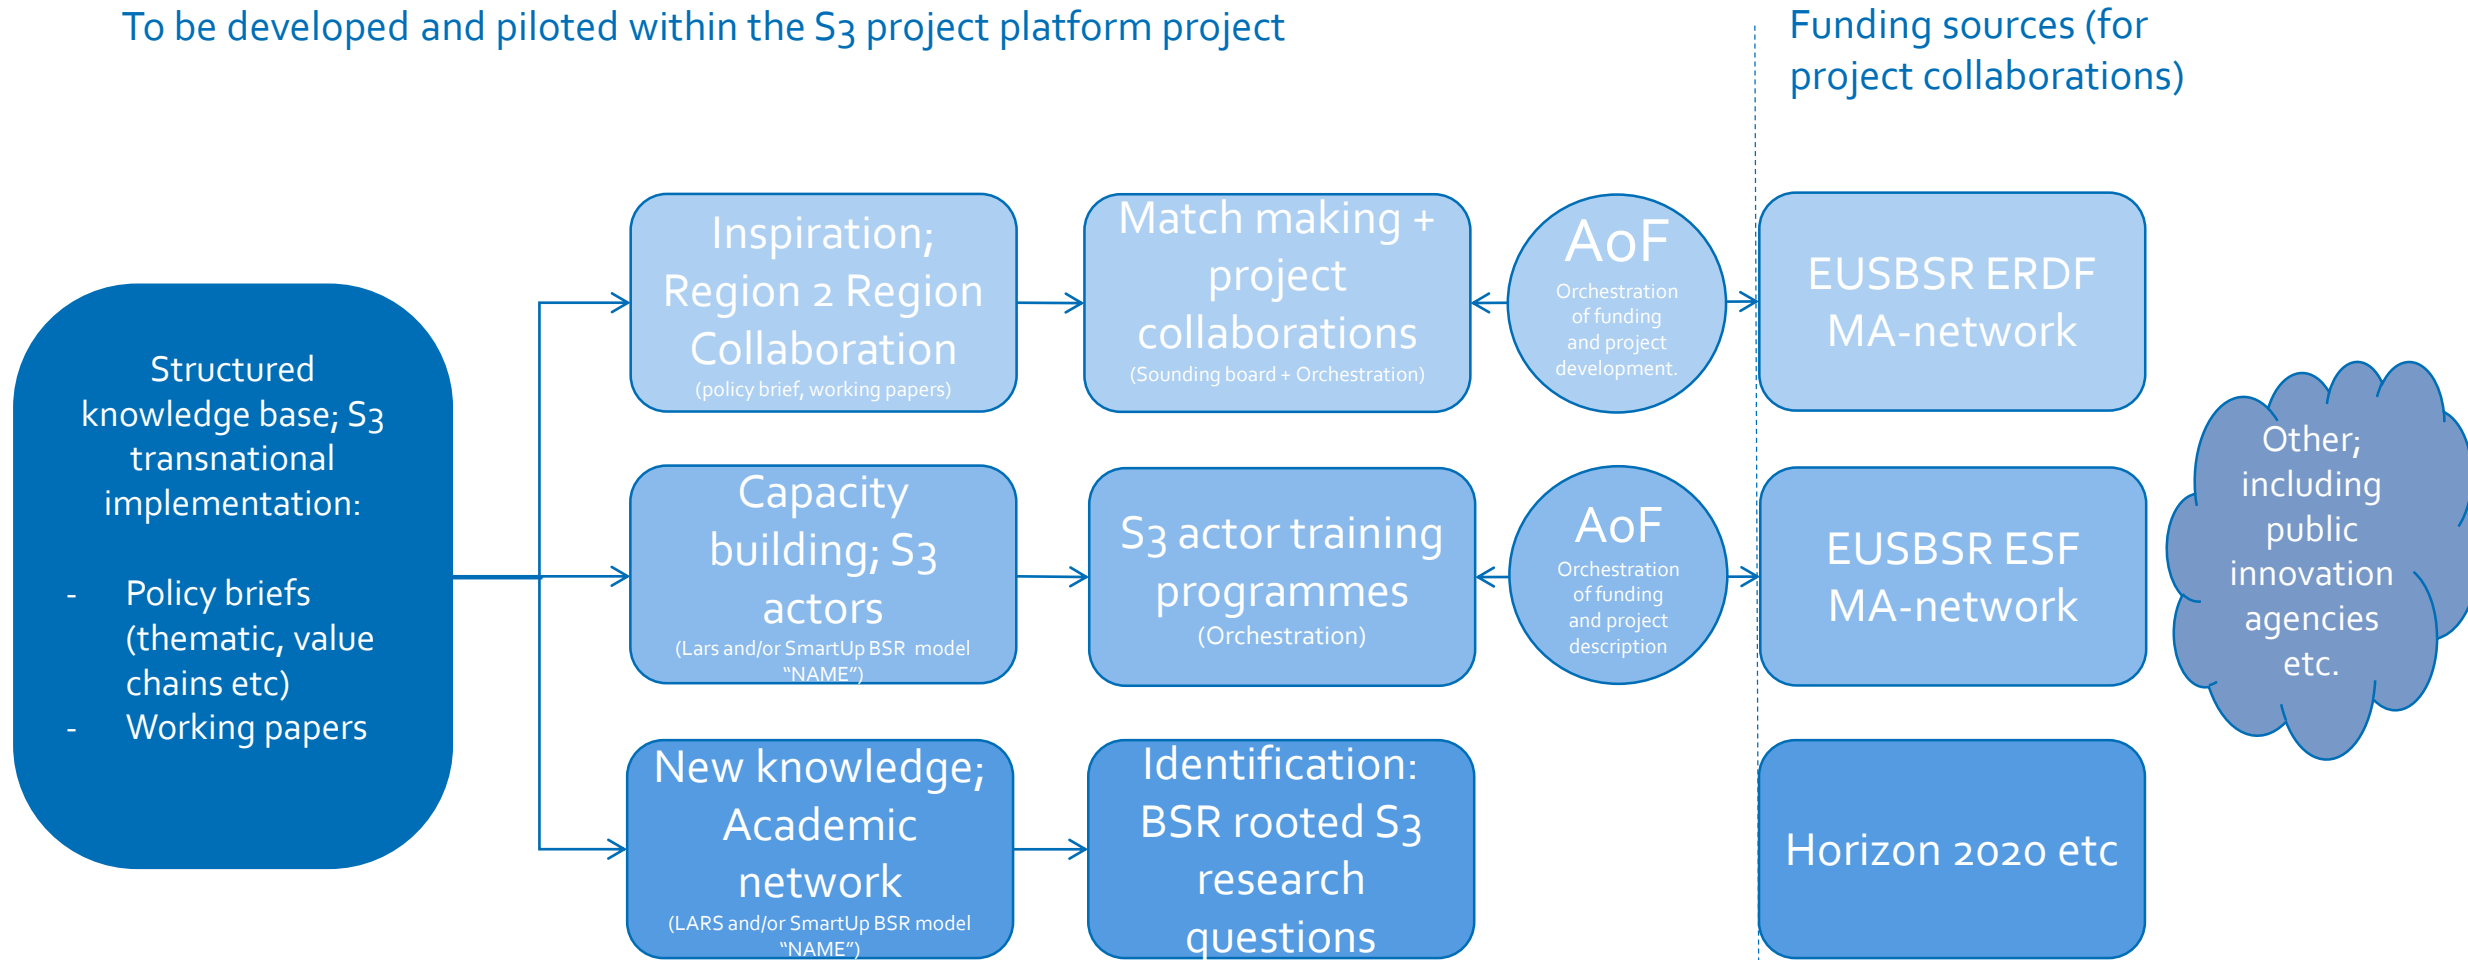 To be developed and piloted within the S3 project platform project
Funding sources (for
project collaborations)
Structured
knowledge base; S3
transnational
implementation:
- Policy briefs
(thematic, value
chains etc)
- Working papers
Inspiration;
Region 2 Region
Collaboration
(policy brief, working papers)
Match making +
project
collaborations
(Sounding board + Orchestration)
AoF
Orchestration
of funding
and project
development.
EUSBSR ERDF
MA-network
Capacity
building; S3
actors
(Lars and/or SmartUp BSR model
“NAME”)
S3 actor training
programmes
(Orchestration)
AoF
Orchestration
of funding
and project
description
EUSBSR ESF
MA-network
Other;
including
public
innovation
agencies
etc.
New knowledge;
Academic
network
(LARS and/or SmartUp BSR model
“NAME”)
Identification:
BSR rooted S3
research
questions
Horizon 2020 etc